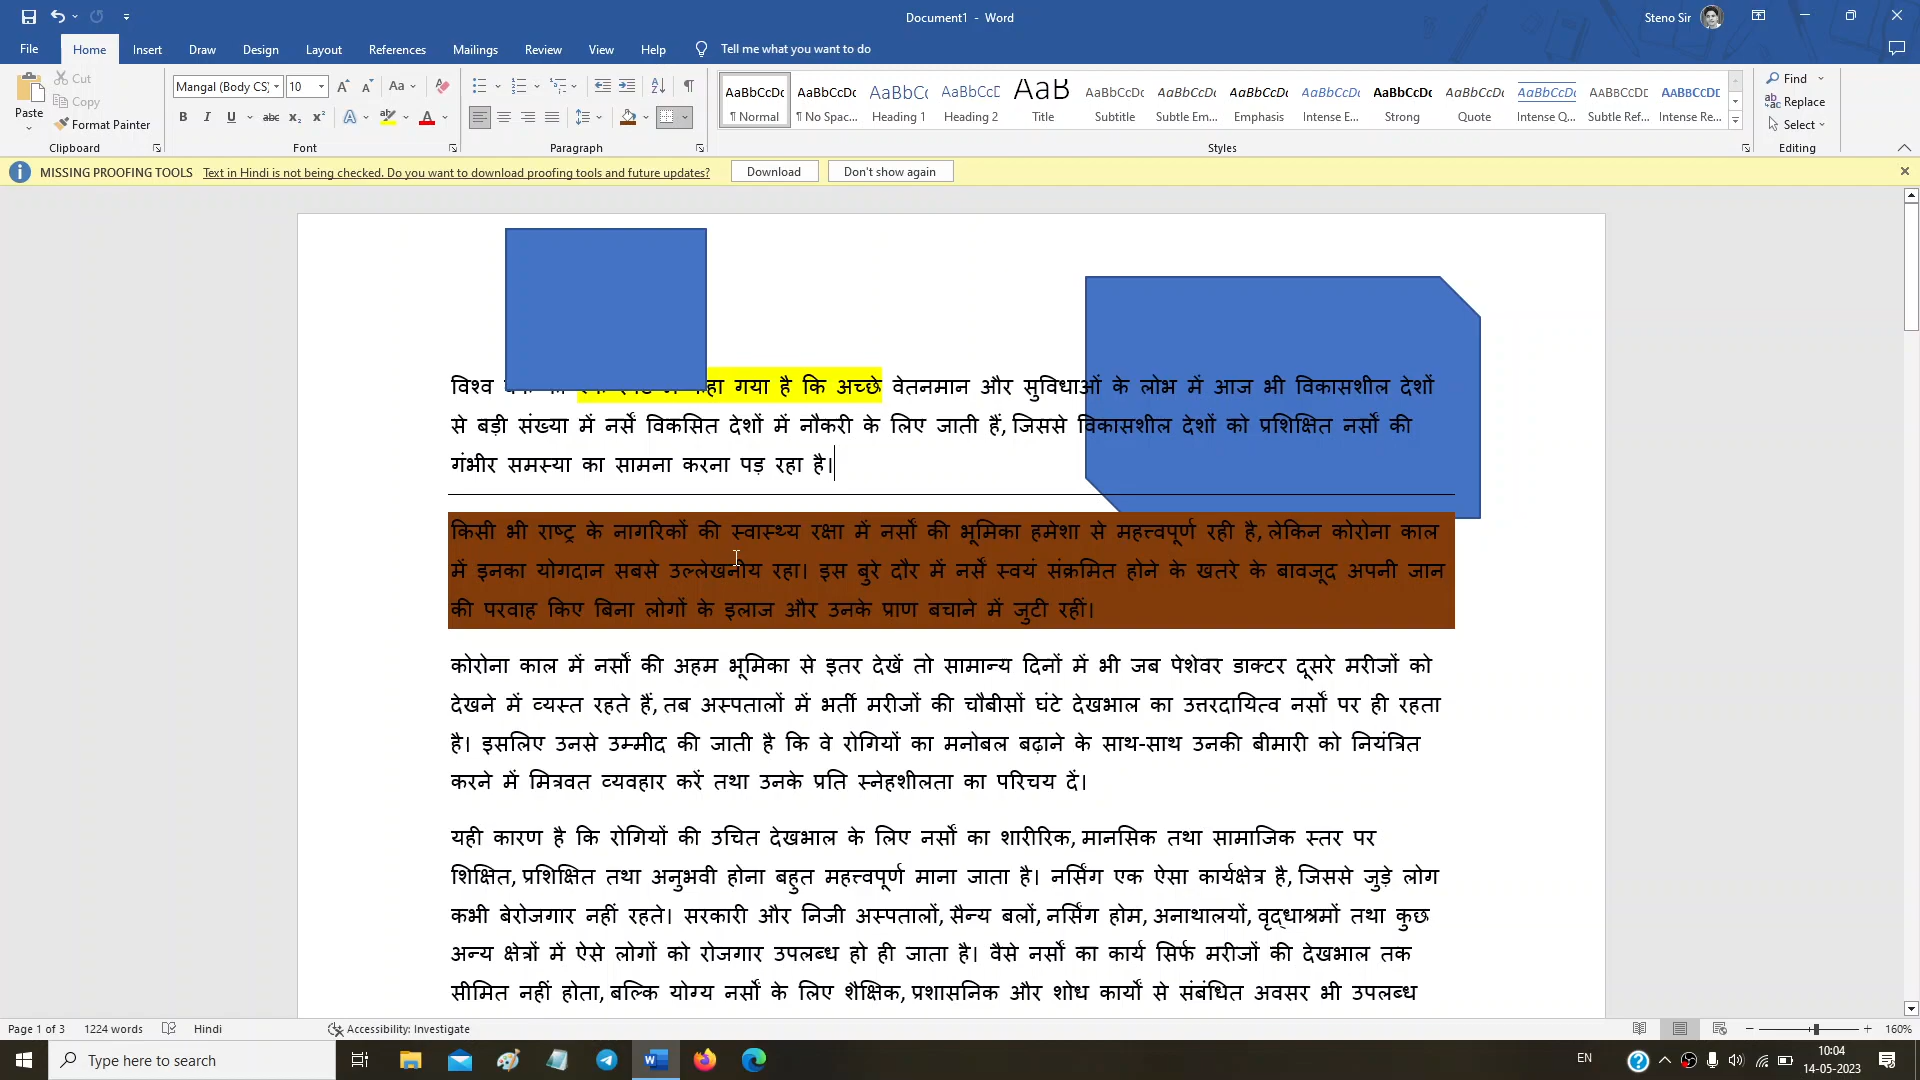 Document1 - Word
Steno Sir
File Home Insert Draw Design Layout References Mailings Review View Help Tell me what you want to do
Paste
Cut
Copy
Format Painter
Clipboard
Mangal (Body CS) 10
Font
Paragraph
AaBbCcDc AaBbCcDc AaBbCc AaBbCcD AaB AaBbCcDc AaBbCcDc AaBbCcDc AaBbCcDc AaBbCcDc AaBbCcDc AaBbCcDc AABBCCDE AABBCCDE
¶ Normal ¶ No Spac... Heading 1 Heading 2 Title Subtitle Subtle Em... Emphasis Intense E... Strong Quote Intense Q... Subtle Ref... Intense Re...
Styles
Find
Replace
Select
Editing
MISSING PROOFING TOOLS Text in Hindi is not being checked. Do you want to download proofing tools and future updates? Download Don't show again
विश्व गया है कि अच्छे वेतनमान और सुविधाओं के लोभ में आज भी विकासशील देशों
से बड़ी संख्या में नर्सें विकसित देशों में नौकरी के लिए जाती हैं, जिससे विकासशील देशों को प्रशिक्षित नर्सों की
गंभीर समस्या का सामना करना पड़ रहा है।
किसी भी राष्ट्र के नागरिकों की स्वास्थ्य रक्षा में नर्सों की भूमिका हमेशा से महत्त्वपूर्ण रही है, लेकिन कोरोना काल
में इनका योगदान सबसे उल्लेखनीय रहा। इस बुरे दौर में नर्सें स्वयं संक्रमित होने के खतरे के बावजूद अपनी जान
की परवाह किए बिना लोगों के इलाज और उनके प्राण बचाने में जुटी रहीं।
कोरोना काल में नर्सों की अहम भूमिका से इतर देखें तो सामान्य दिनों में भी जब पेशेवर डाक्टर दूसरे मरीजों को
देखने में व्यस्त रहते हैं, तब अस्पतालों में भर्ती मरीजों की चौबीसों घंटे देखभाल का उत्तरदायित्व नर्सों पर ही रहता
है। इसलिए उनसे उम्मीद की जाती है कि वे रोगियों का मनोबल बढ़ाने के साथ-साथ उनकी बीमारी को नियंत्रित
करने में मित्रवत व्यवहार करें तथा उनके प्रति स्नेहशीलता का परिचय दें।
यही कारण है कि रोगियों की उचित देखभाल के लिए नर्सों का शारीरिक, मानसिक तथा सामाजिक स्तर पर
शिक्षित, प्रशिक्षित तथा अनुभवी होना बहुत महत्त्वपूर्ण माना जाता है। नर्सिंग एक ऐसा कार्यक्षेत्र है, जिससे जुड़े लोग
कभी बेरोजगार नहीं रहते। सरकारी और निजी अस्पतालों, सैन्य बलों, नर्सिंग होम, अनाथालयों, वृद्धाश्रमों तथा कुछ
अन्य क्षेत्रों में ऐसे लोगों को रोजगार उपलब्ध हो ही जाता है। वैसे नर्सों का कार्य सिर्फ मरीजों की देखभाल तक
सीमित नहीं होता, बल्कि योग्य नर्सों के लिए शैक्षिक, प्रशासनिक और शोध कार्यों से संबंधित अवसर भी उपलब्ध
Page 1 of 3 1224 words Hindi Accessibility: Investigate 160%
Type here to search
EN
10:04
14-05-2023